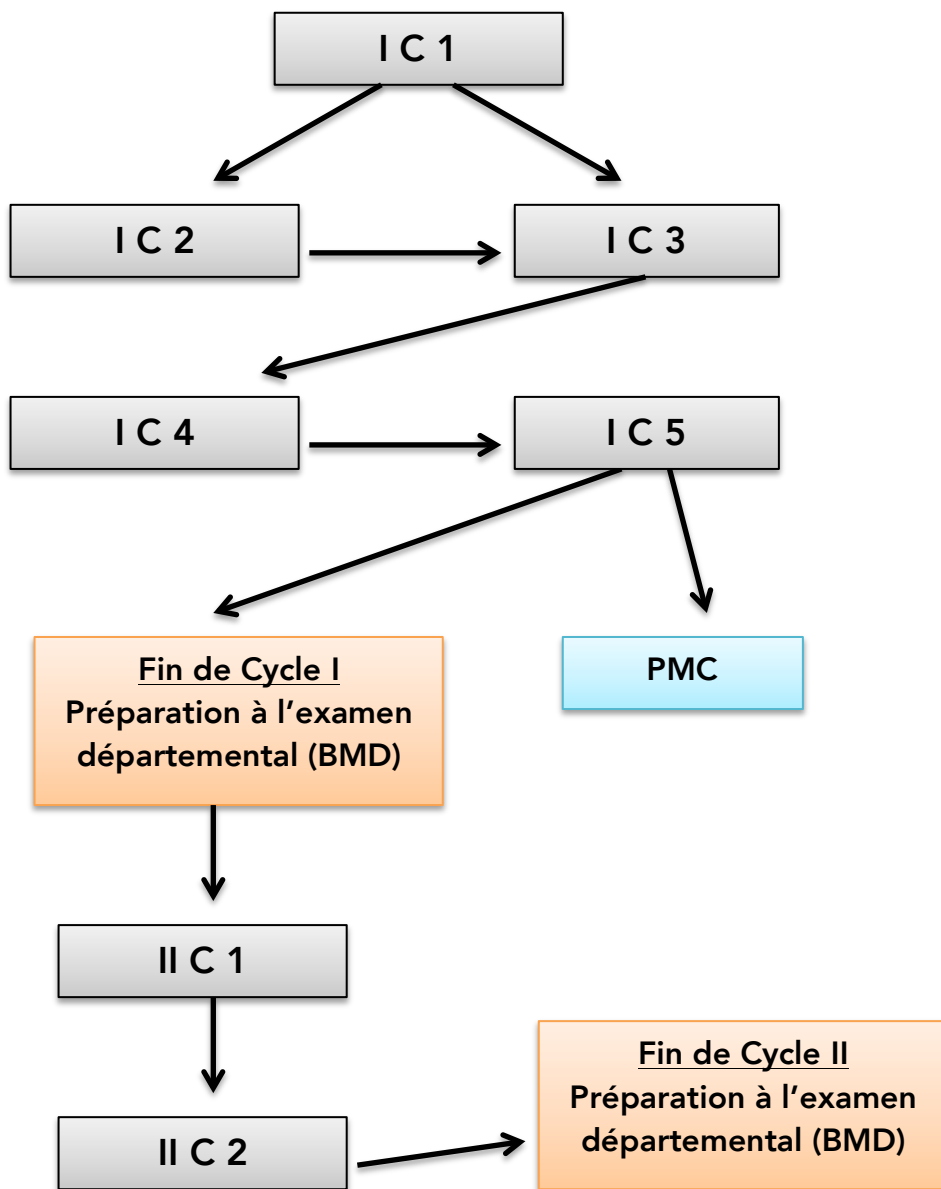 I C 1
I C 2
I C 3
I C 4
I C 5
Fin de Cycle I
Préparation à l’examen
départemental (BMD)
PMC
II C 1
II C 2
Fin de Cycle II
Préparation à l’examen
départemental (BMD)